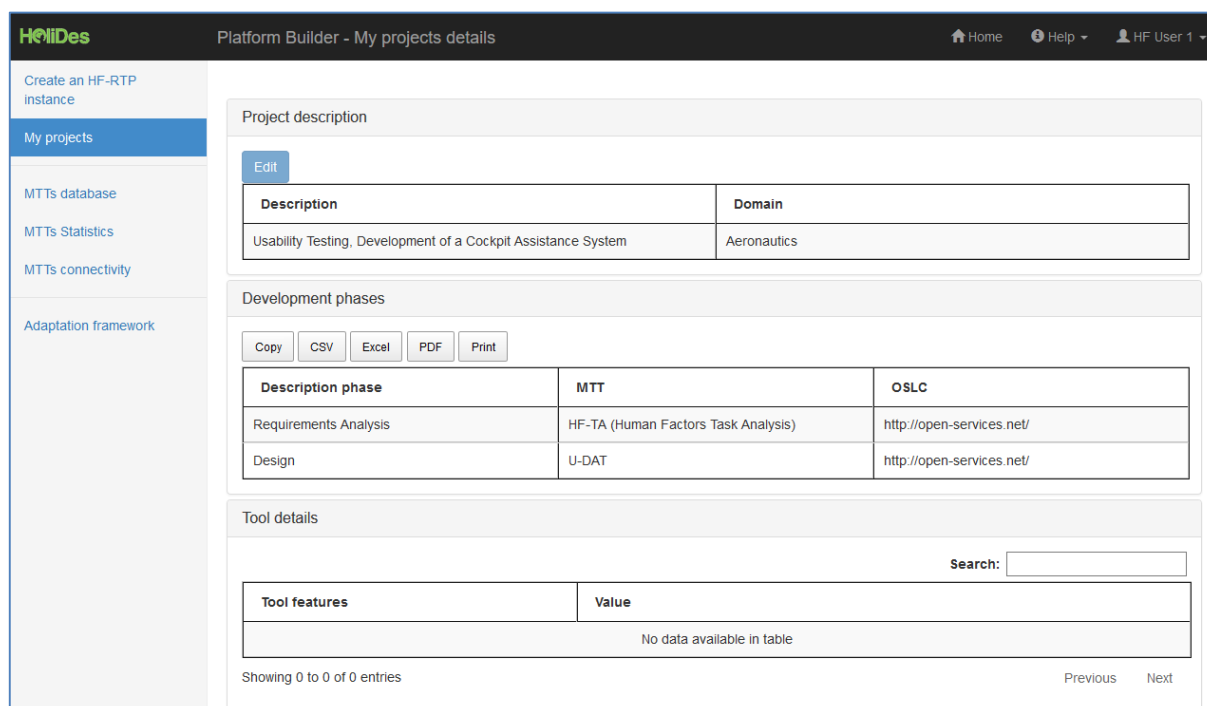 HoliDes
Platform Builder - My projects details
Home
Help
HF User 1
Create an HF-RTP
instance
My projects
MTTs database
MTTs Statistics
MTTs connectivity
Adaptation framework
Project description
Edit
Description Domain
Usability Testing, Development of a Cockpit Assistance System Aeronautics
Development phases
Copy CSV Excel PDF Print
Description phase MTT OSLC
Requirements Analysis HF-TA (Human Factors Task Analysis) http://open-services.net/
Design U-DAT http://open-services.net/
Tool details
Search:
Tool features Value
No data available in table
Showing 0 to 0 of 0 entries
Previous Next